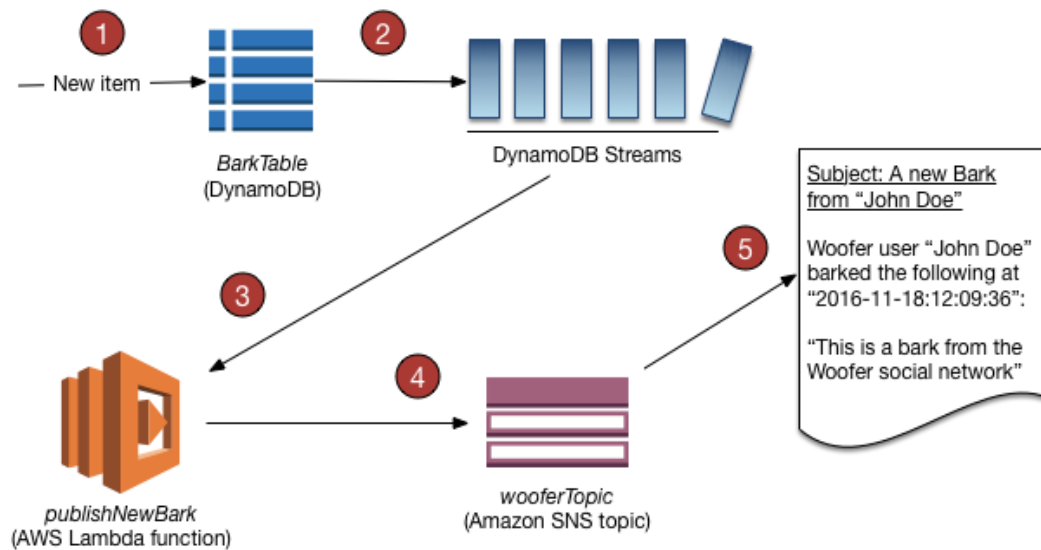 1
New item
2
BarkTable
(DynamoDB)
DynamoDB Streams
3
publishNewBark
(AWS Lambda function)
4
wooferTopic
(Amazon SNS topic)
5
Subject: A new Bark
from “John Doe”
Woofer user “John Doe”
barked the following at
“2016-11-18:12:09:36”:
“This is a bark from the
Woofer social network”